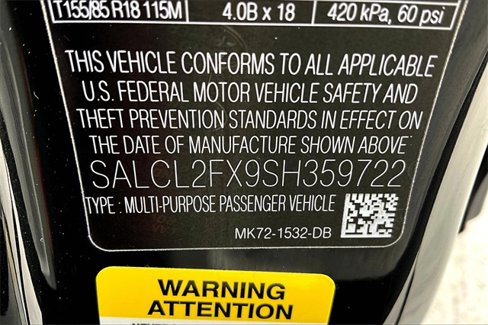 T155/85 R18 115M 4.0B x 18 420 kPa, 60 psi
THIS VEHICLE CONFORMS TO ALL APPLICABLE
U.S. FEDERAL MOTOR VEHICLE SAFETY AND
THEFT PREVENTION STANDARDS IN EFFECT ON
THE DATE OF MANUFACTURE SHOWN ABOVE
SALCL2FX9SH359722
TYPE : MULTI-PURPOSE PASSENGER VEHICLE
MK72-1532-DB
WARNING
ATTENTION